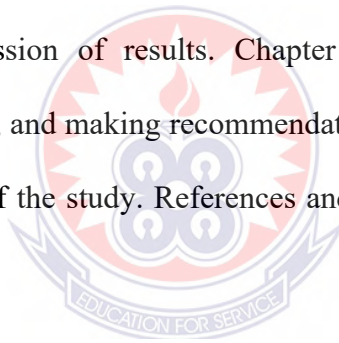 ssion of results. Chapter
, and making recommendat
f the study. References and
EDUCATION FOR SERVICE